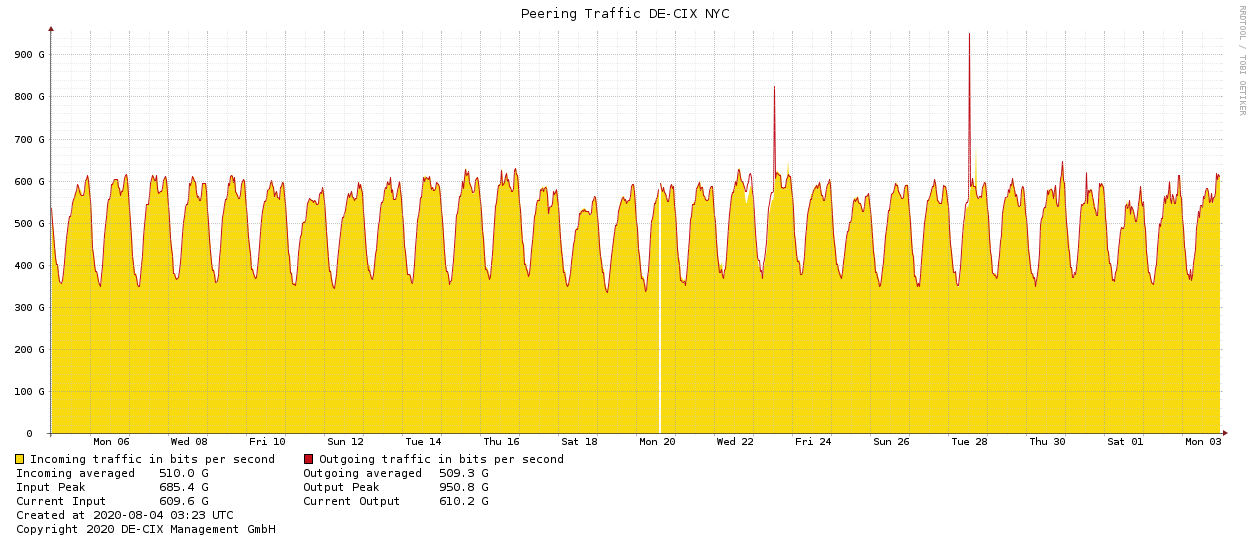 Peering Traffic DE-CIX NYC
RRDTOOL / TOBI OETIKER
900 G
800 G
700 G
600 G
500 G
400 G
300 G
200 G
100 G
0
Mon 06 Wed 08 Fri 10 Sun 12 Tue 14 Thu 16 Sat 18 Mon 20 Wed 22 Fri 24 Sun 26 Tue 28 Thu 30 Sat 01 Mon 03
Incoming traffic in bits per second Outgoing traffic in bits per second
Incoming averaged 510.0 G Outgoing averaged 509.3 G
Input Peak 685.4 G Output Peak 950.8 G
Current Input 609.6 G Current Output 610.2 G
Created at 2020-08-04 03:23 UTC
Copyright 2020 DE-CIX Management GmbH